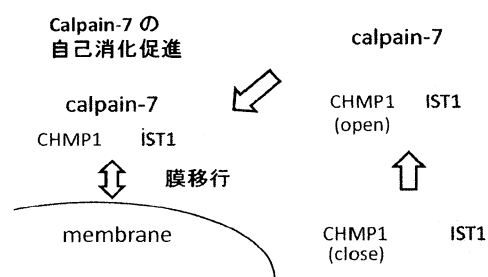 Calpain-7 の
自己消化促進
calpain-7
calpain-7
CHMP1 IST1
(open)
CHMP1 IST1
膜移行
membrane
CHMP1 IST1
(close)